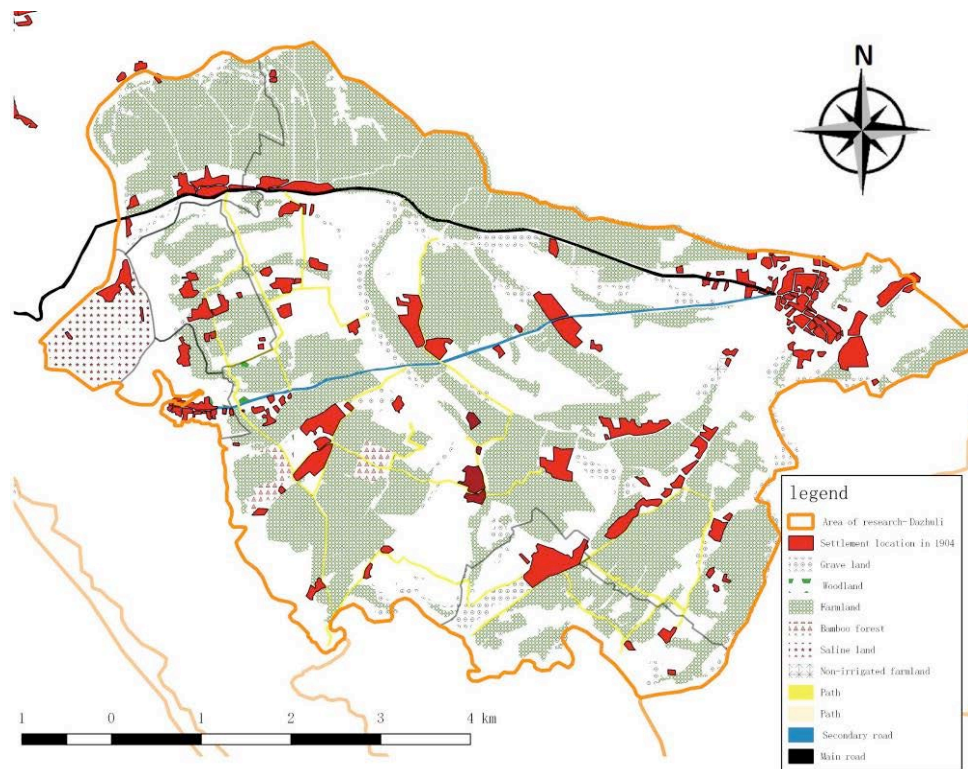 N
legend
Area of research-Dazhuli
Settlement location in 1904
Grave land
Woodland
Farmland
Bamboo forest
Saline land
Non-irrigated farmland
Path
Path
Secondary road
Main road
1 0 1 2 3 4 km